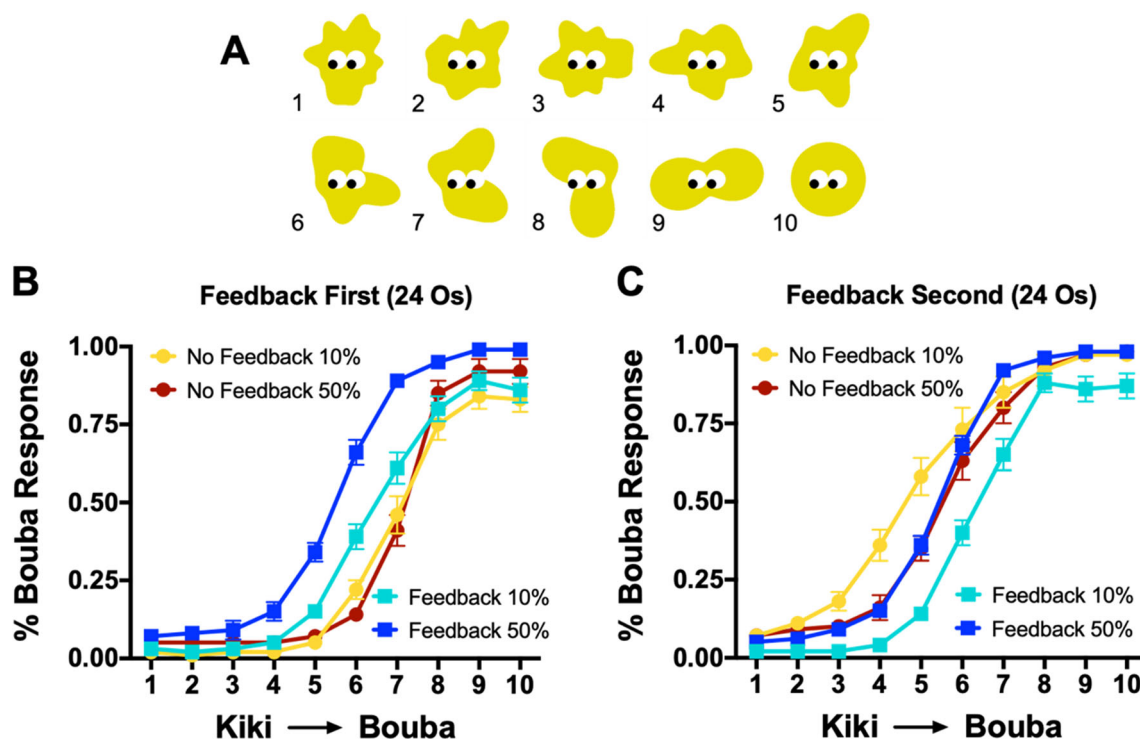 A
1 2 3 4 5
6 7 8 9 10
B
Feedback First (24 Os)
% Bouba Response
1.00
0.75
0.50
0.25
0.00
No Feedback 10%
No Feedback 50%
Feedback 10%
Feedback 50%
1 2 3 4 5 6 7 8 9 10
Kiki → Bouba
C
Feedback Second (24 Os)
% Bouba Response
1.00
0.75
0.50
0.25
0.00
No Feedback 10%
No Feedback 50%
Feedback 10%
Feedback 50%
1 2 3 4 5 6 7 8 9 10
Kiki → Bouba